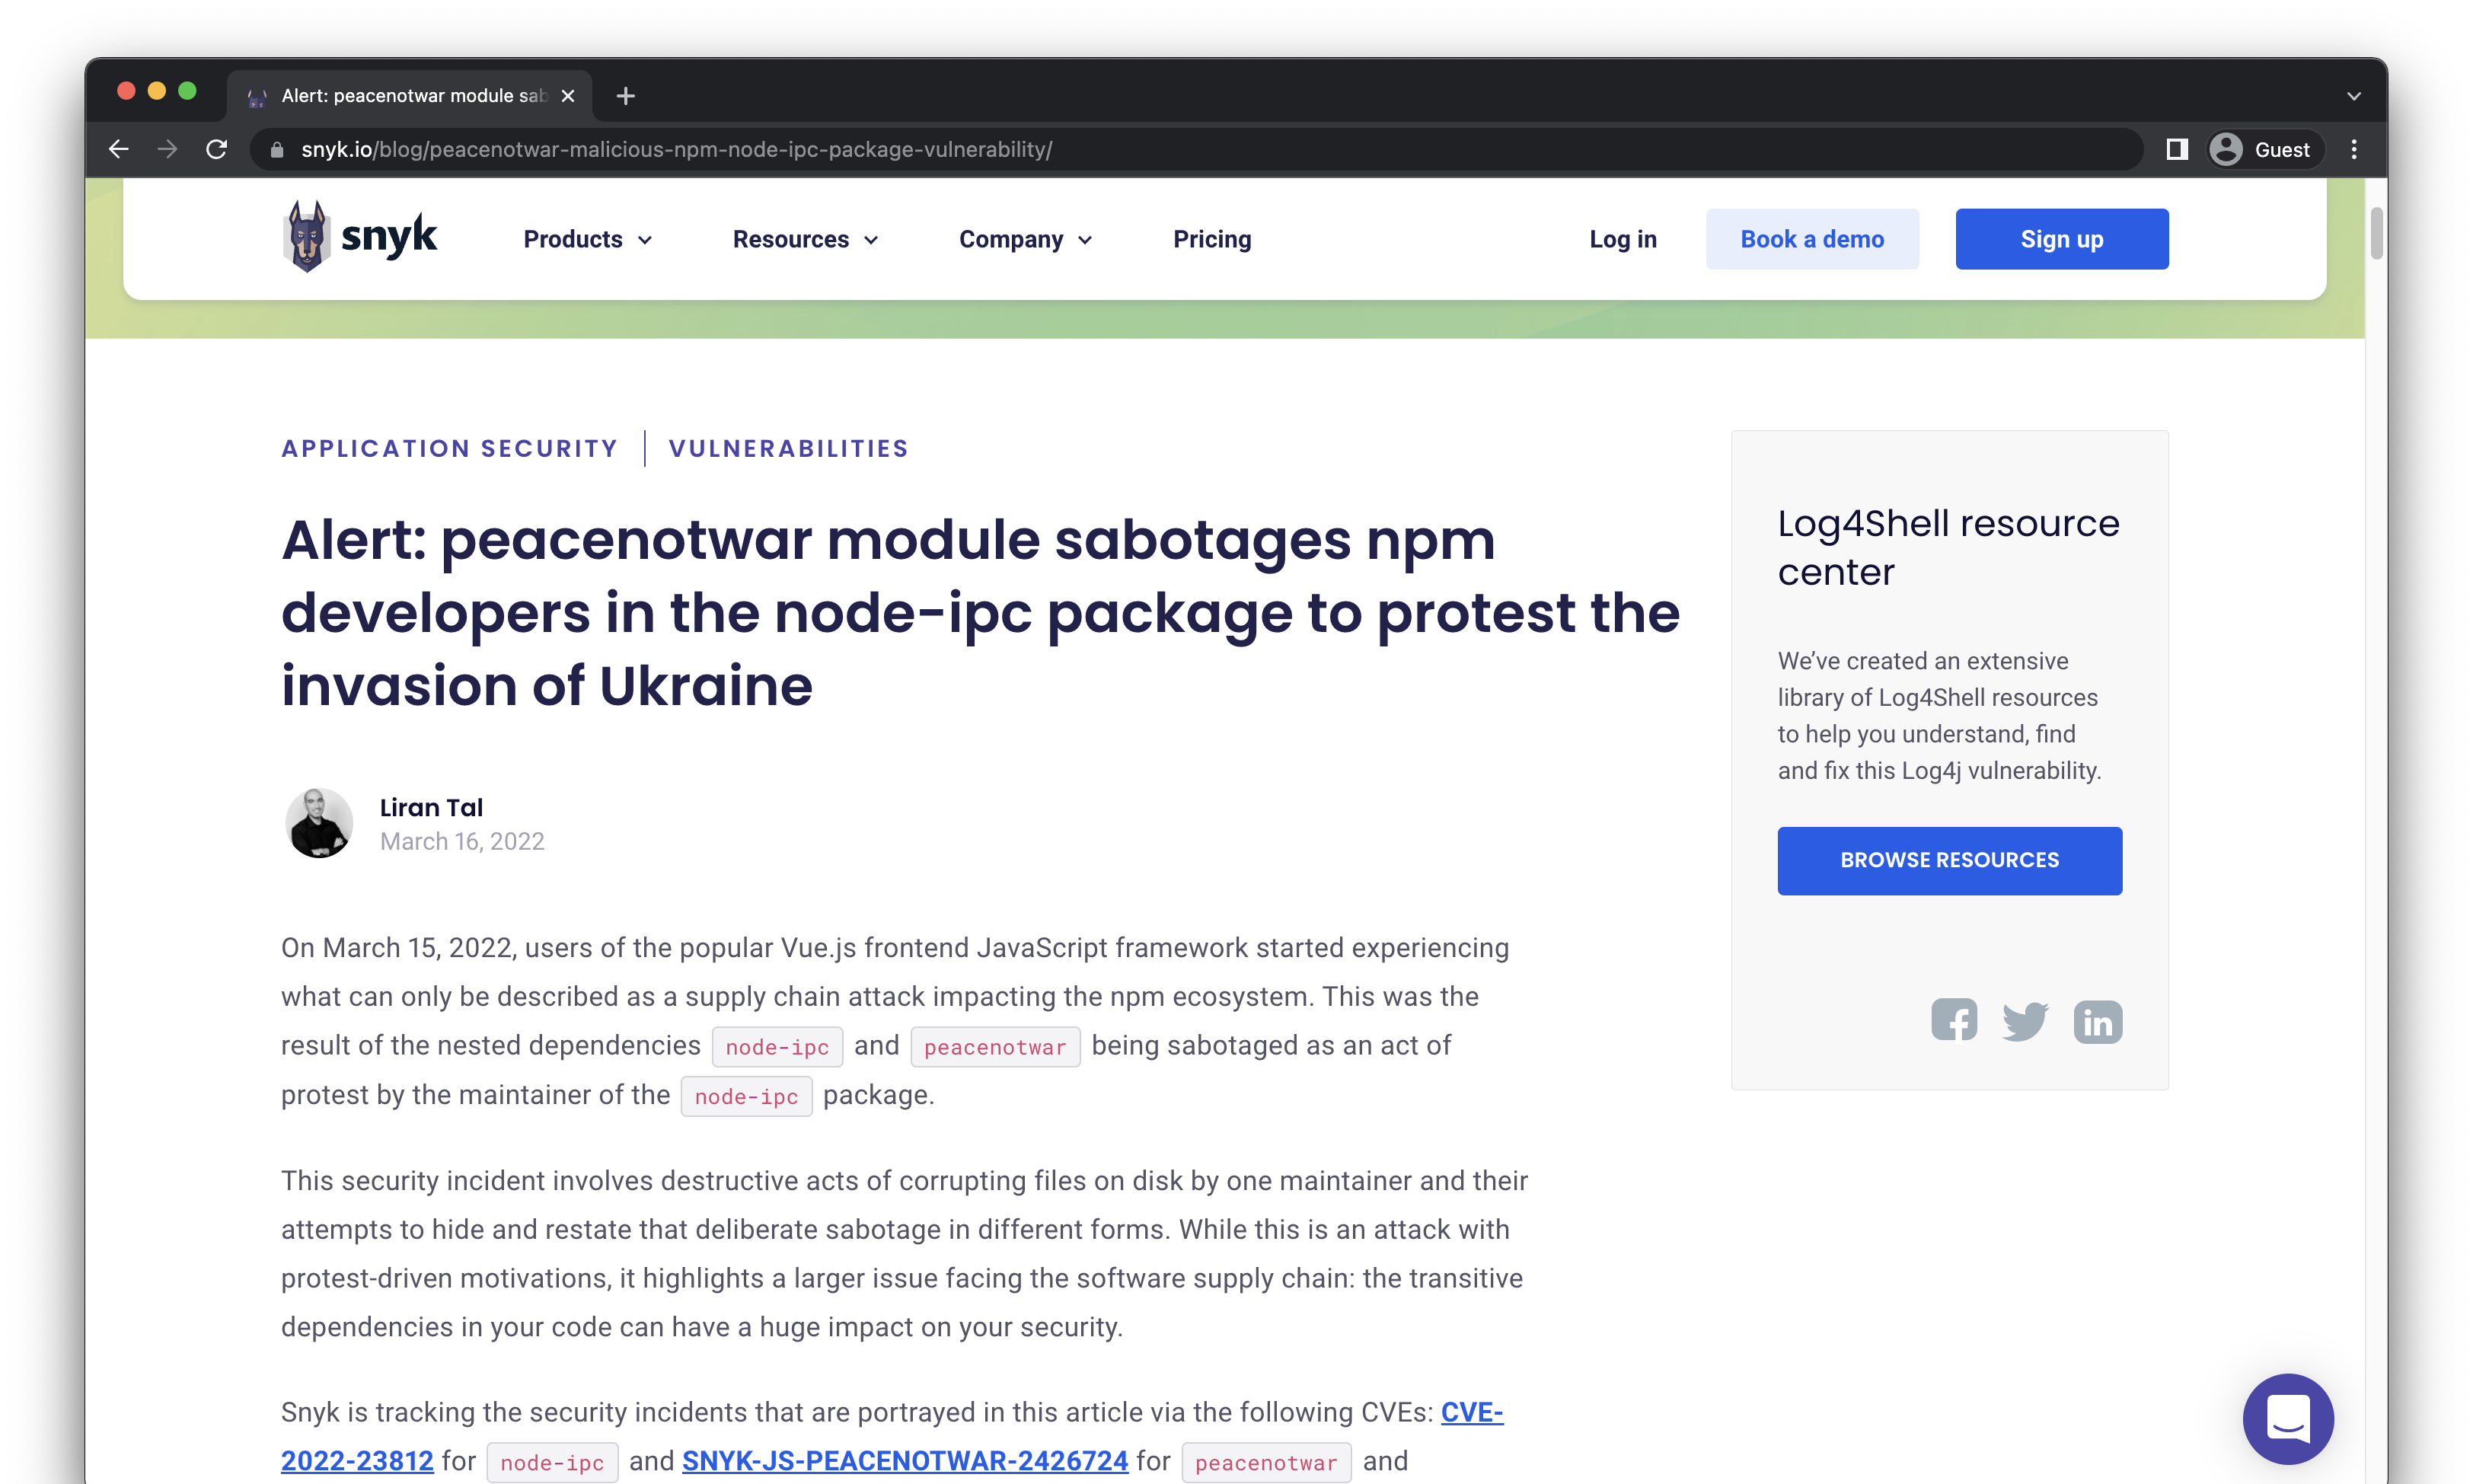 Alert: peacenotwar module sab
snyk.io/blog/peacenotwar-malicious-npm-node-ipc-package-vulnerability/
Guest
snyk
Products
Resources
Company
Pricing
Log in
Book a demo
Sign up
APPLICATION SECURITY
VULNERABILITIES
Alert: peacenotwar module sabotages npm
developers in the node-ipc package to protest the
invasion of Ukraine
Liran Tal
March 16, 2022
On March 15, 2022, users of the popular Vue.js frontend JavaScript framework started experiencing
what can only be described as a supply chain attack impacting the npm ecosystem. This was the
result of the nested dependencies node-ipc and peacenotwar being sabotaged as an act of
protest by the maintainer of the node-ipc package.
This security incident involves destructive acts of corrupting files on disk by one maintainer and their
attempts to hide and restate that deliberate sabotage in different forms. While this is an attack with
protest-driven motivations, it highlights a larger issue facing the software supply chain: the transitive
dependencies in your code can have a huge impact on your security.
Snyk is tracking the security incidents that are portrayed in this article via the following CVEs: CVE-
2022-23812 for node-ipc and SNYK-JS-PEACENOTWAR-2426724 for peacenotwar and
Log4Shell resource
center
We’ve created an extensive
library of Log4Shell resources
to help you understand, find
and fix this Log4j vulnerability.
BROWSE RESOURCES